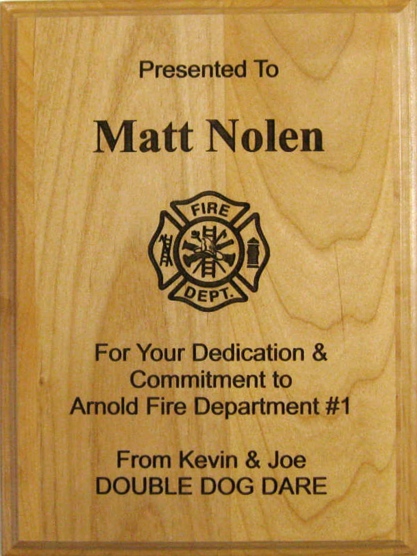 Presented To
Matt Nolen
FIRE
DEPT.
For Your Dedication &
Commitment to
Arnold Fire Department #1
From Kevin & Joe
DOUBLE DOG DARE